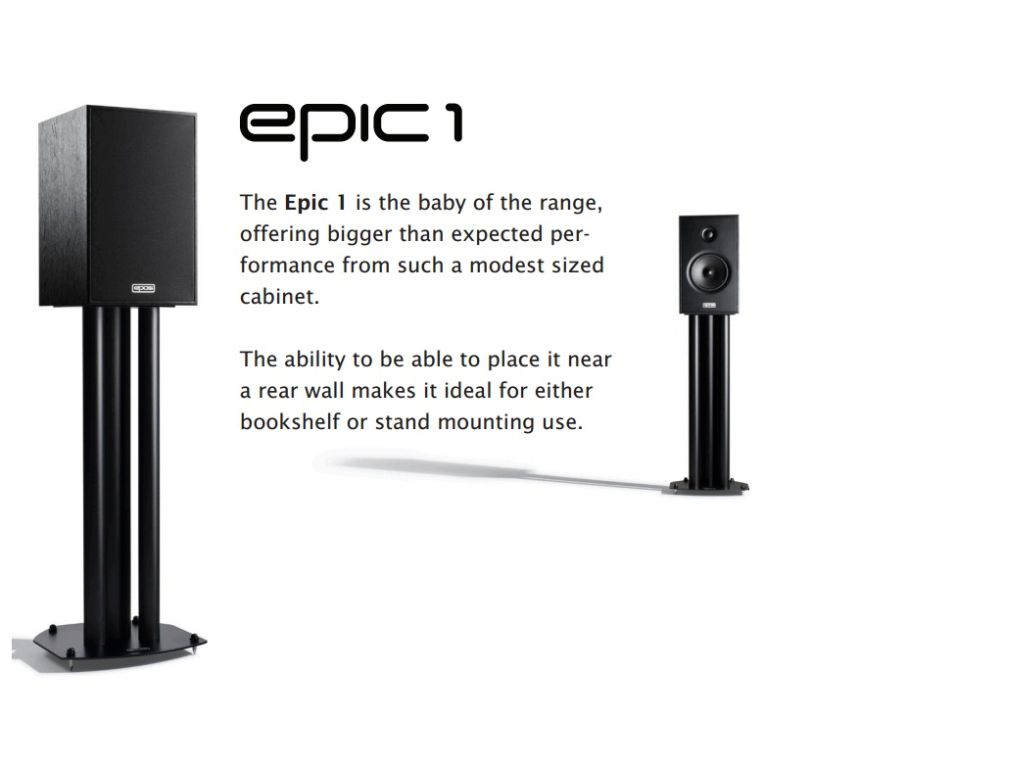 epic 1
The Epic 1 is the baby of the range,
offering bigger than expected per-
formance from such a modest sized
cabinet.
The ability to be able to place it near
a rear wall makes it ideal for either
bookshelf or stand mounting use.
epos